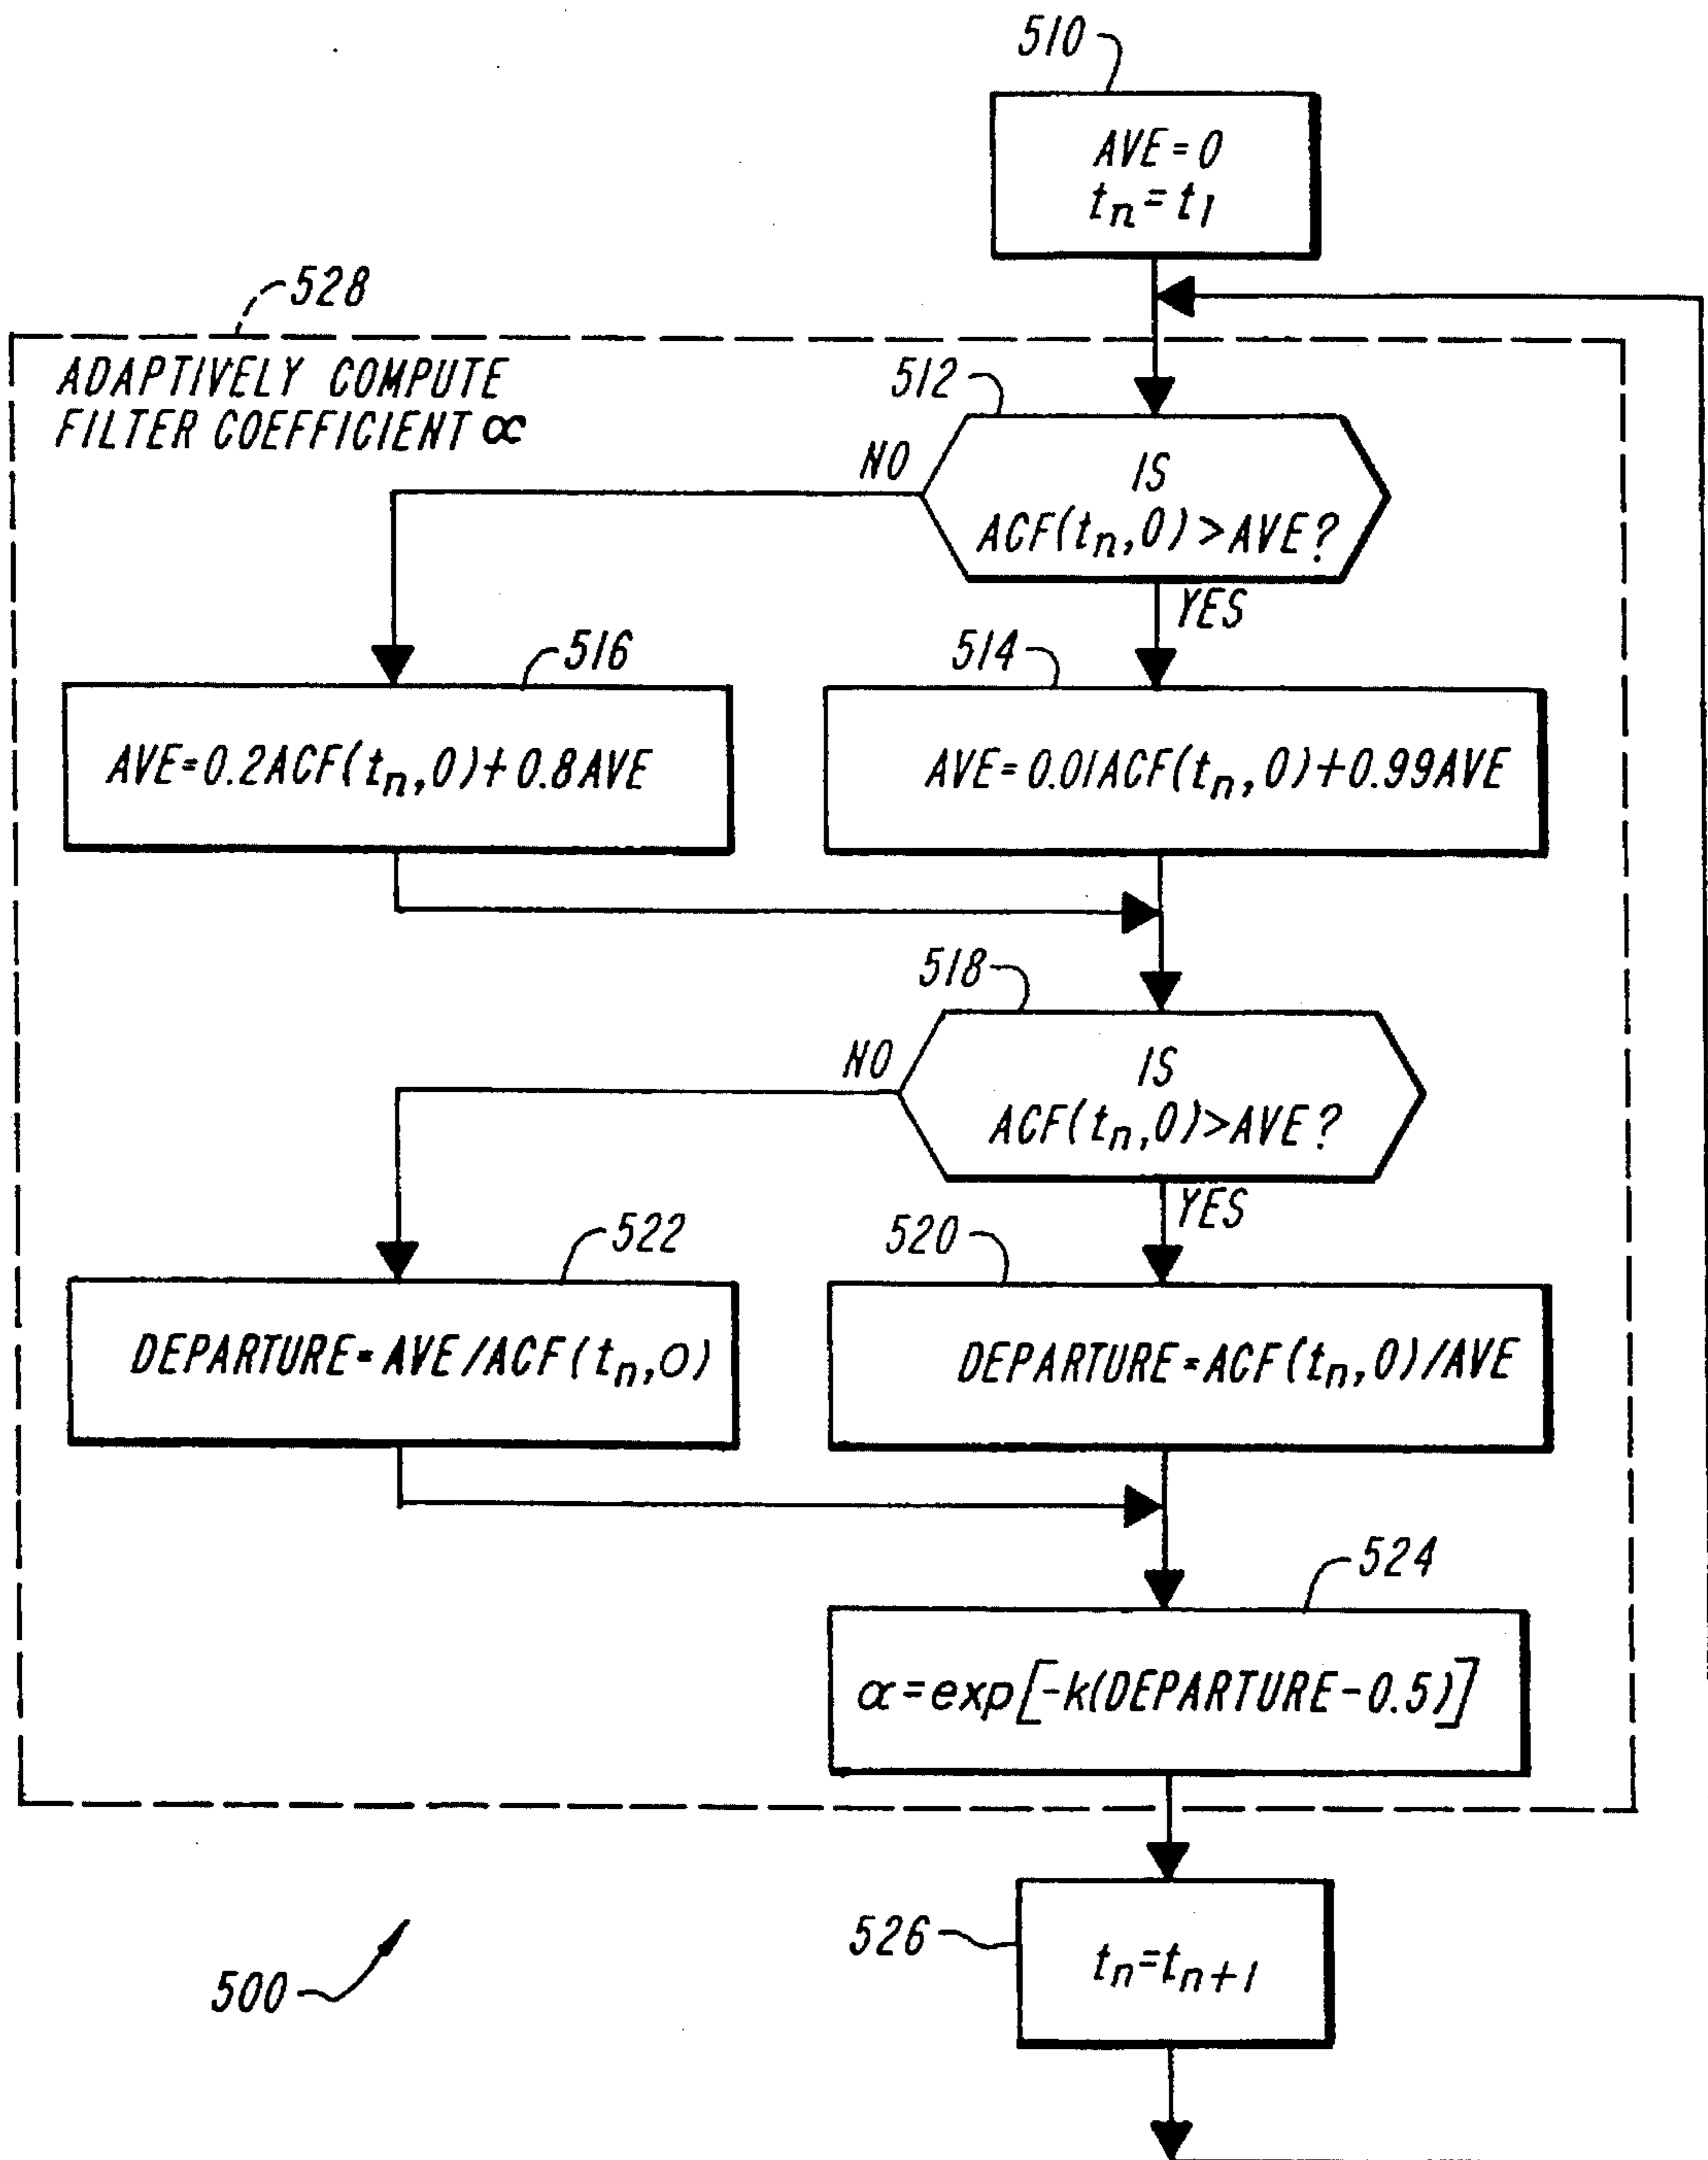 510
AVE=0
tn=t1
528
ADAPTIVELY COMPUTE
FILTER COEFFICIENT ∝
512
NO
IS
ACF(tn,0)>AVE?
YES
516
514
AVE=0.2ACF(tn,0)+0.8AVE
AVE=0.01ACF(tn,0)+0.99AVE
518
NO
IS
ACF(tn,0)>AVE?
YES
522
520
DEPARTURE=AVE/ACF(tn,0)
DEPARTURE=ACF(tn,0)/AVE
524
α=exp[-k(DEPARTURE-0.5)]
526
tn=tn+1
500